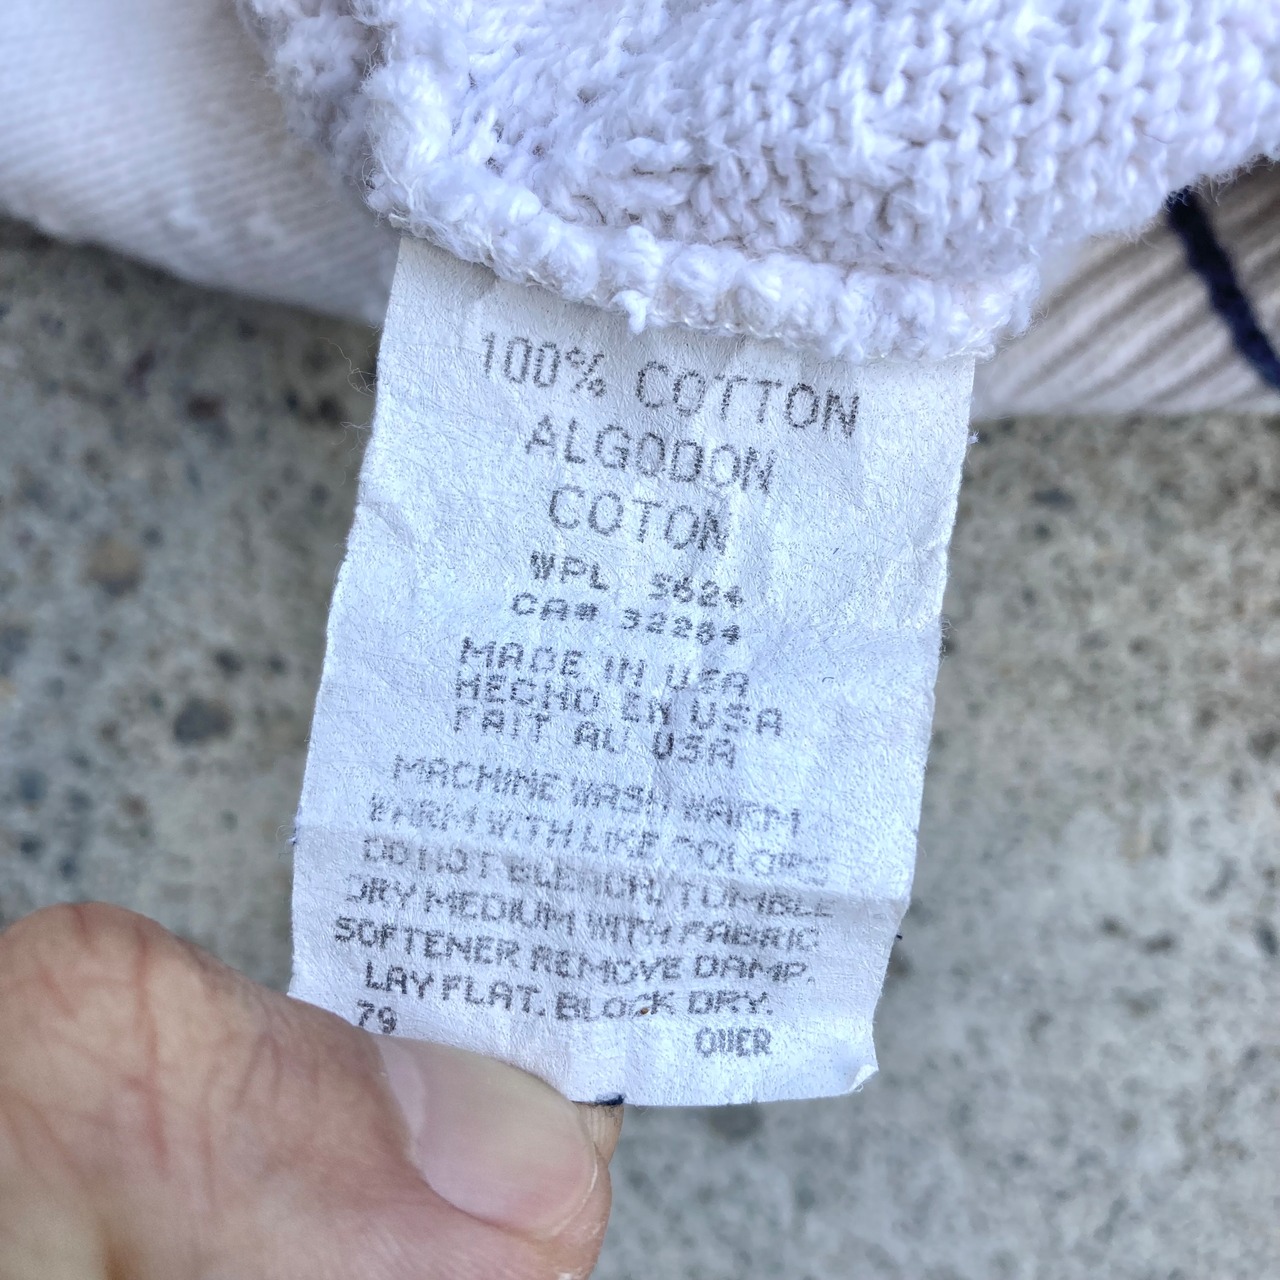 100% COTTON
ALGODON
COTON
WPL 5624
CA# 32284
MADE IN USA
HECHO EN USA
FAIT AU USA
MACHINE WASH WARM
WARM WITH LIKE COLORS
DO NOT BLEACH, TUMBLE
DRY MEDIUM WITH FABRIC
SOFTENER REMOVE DAMP.
LAY FLAT. BLOCK DRY.
79 OVER